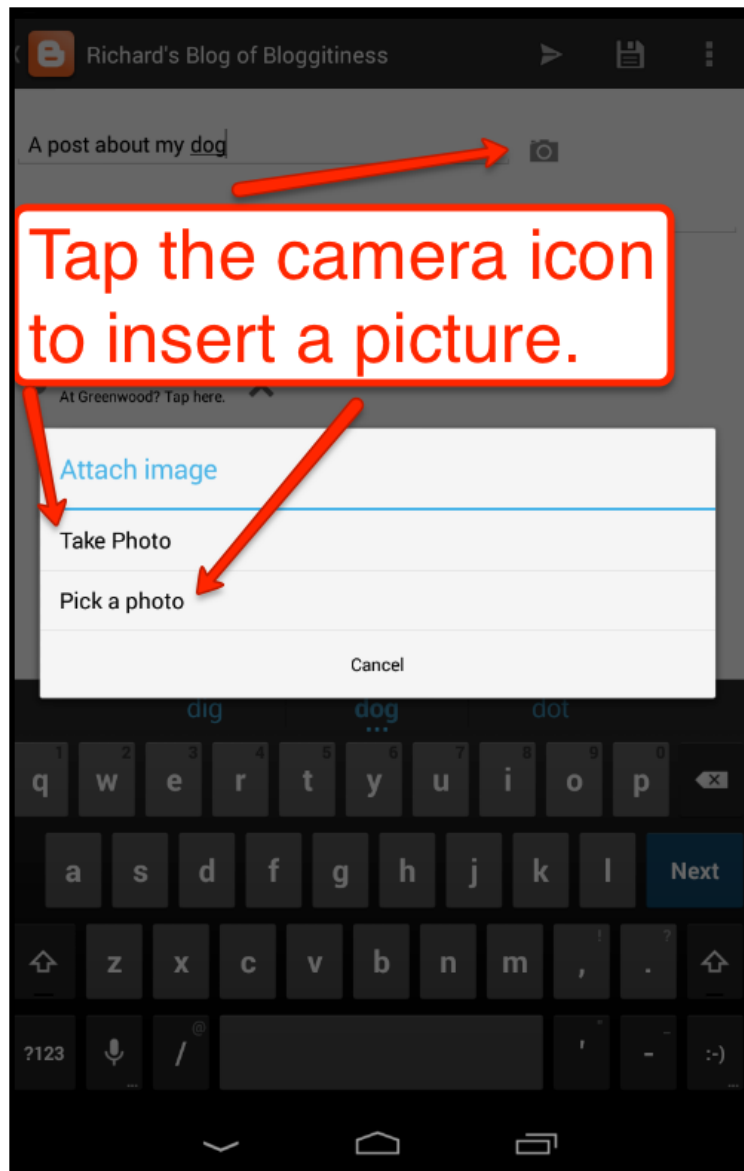 Richard's Blog of Bloggitiness
A post about my dog
Tap the camera icon
to insert a picture.
At Greenwood? Tap here.
Attach image
Take Photo
Pick a photo
Cancel
dig dog dot
1 2 3 4 5 6 7 8 9 0
q w e r t y u i o p
a s d f g h j k l Next
! ?
z x c v b n m , .
@ " _
?123 / ' - :-)